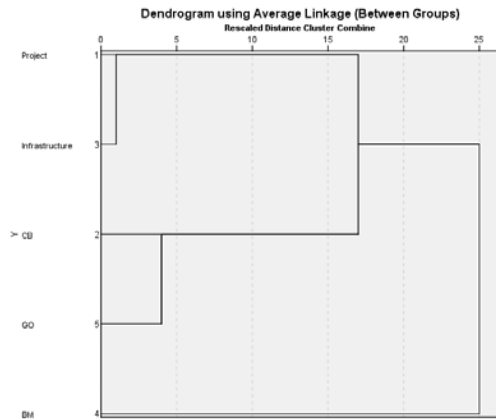 Dendrogram using Average Linkage (Between Groups)
Rescaled Distance Cluster Combine
0 5 10 15 20 25
Project 1
Infrastructure 3
Y
CB 2
GO 5
BM 4